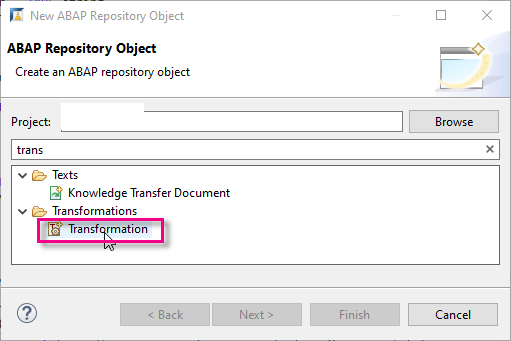 New ABAP Repository Object
ABAP Repository Object
Create an ABAP repository object
Project:
Browse
trans
Texts
Knowledge Transfer Document
Transformations
Transformation
?
< Back
Next >
Finish
Cancel